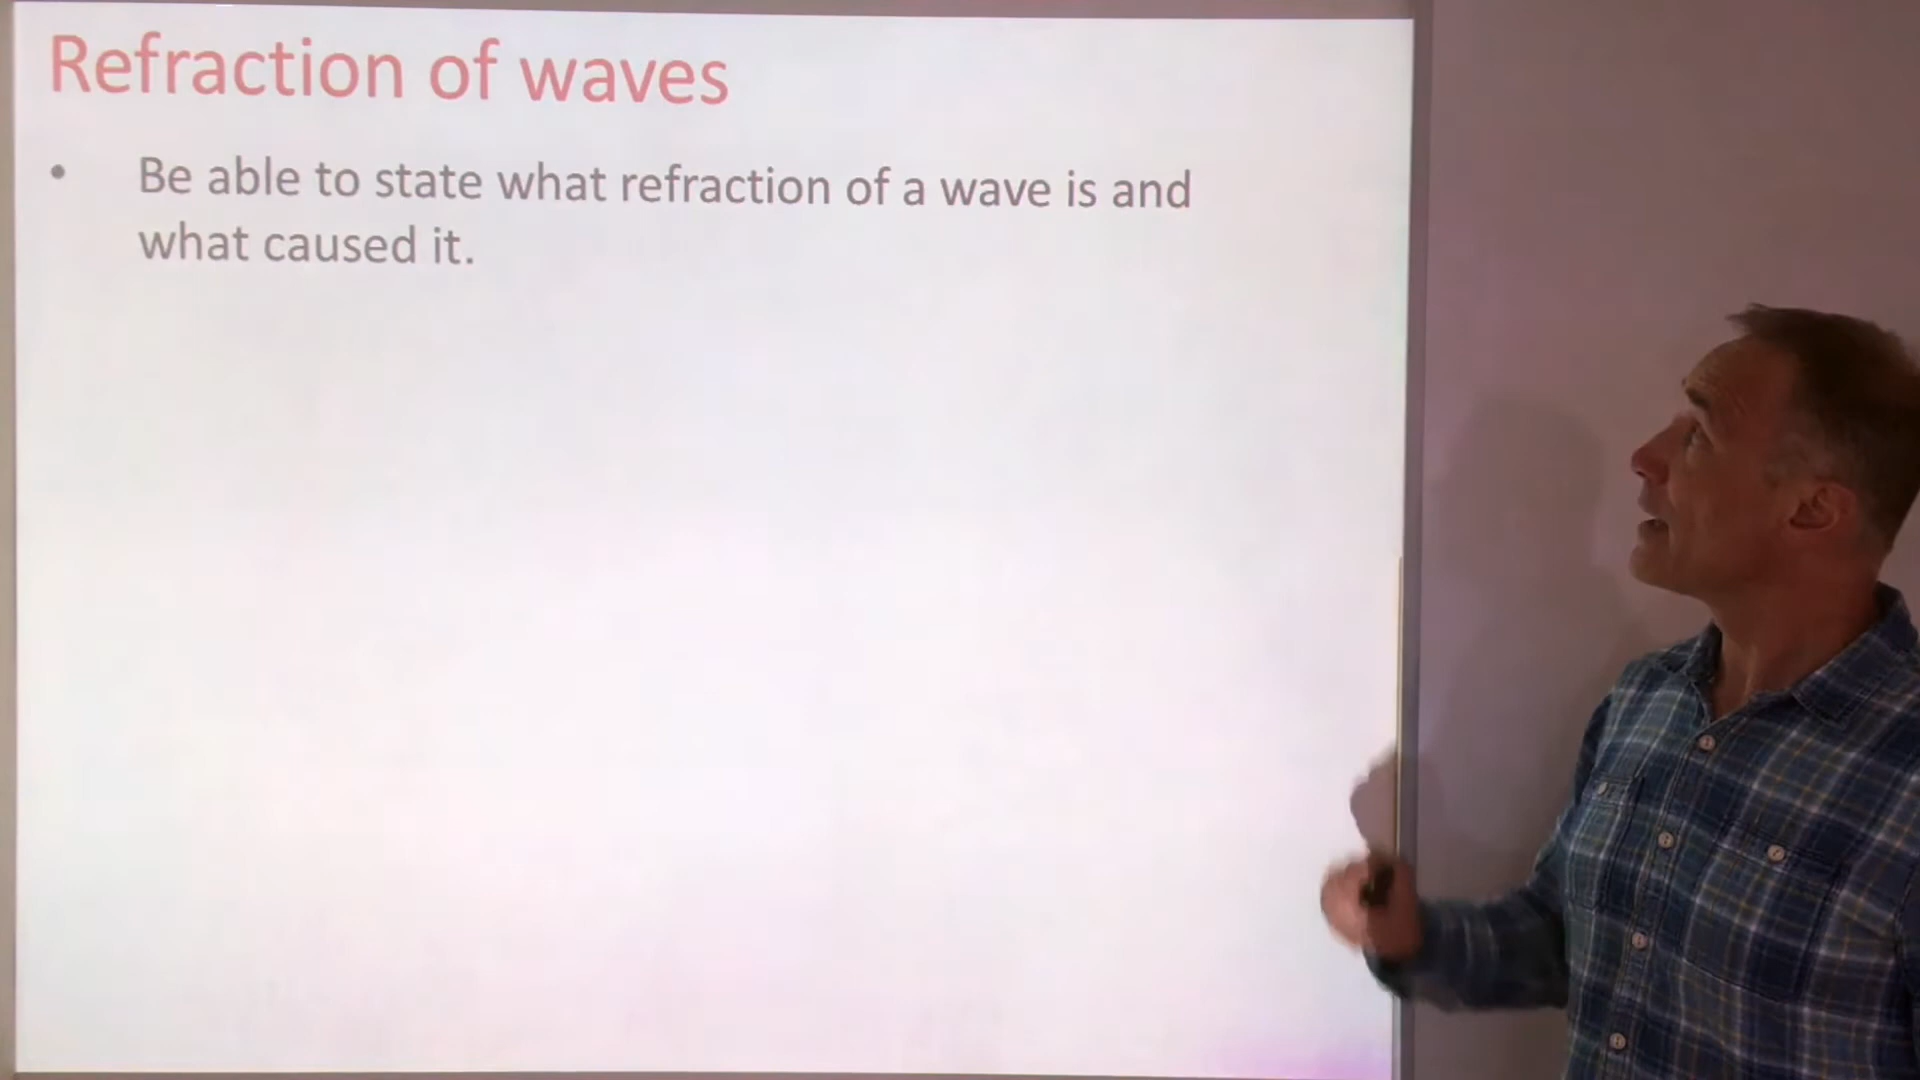 Refraction of waves
• Be able to state what refraction of a wave is and
what caused it.